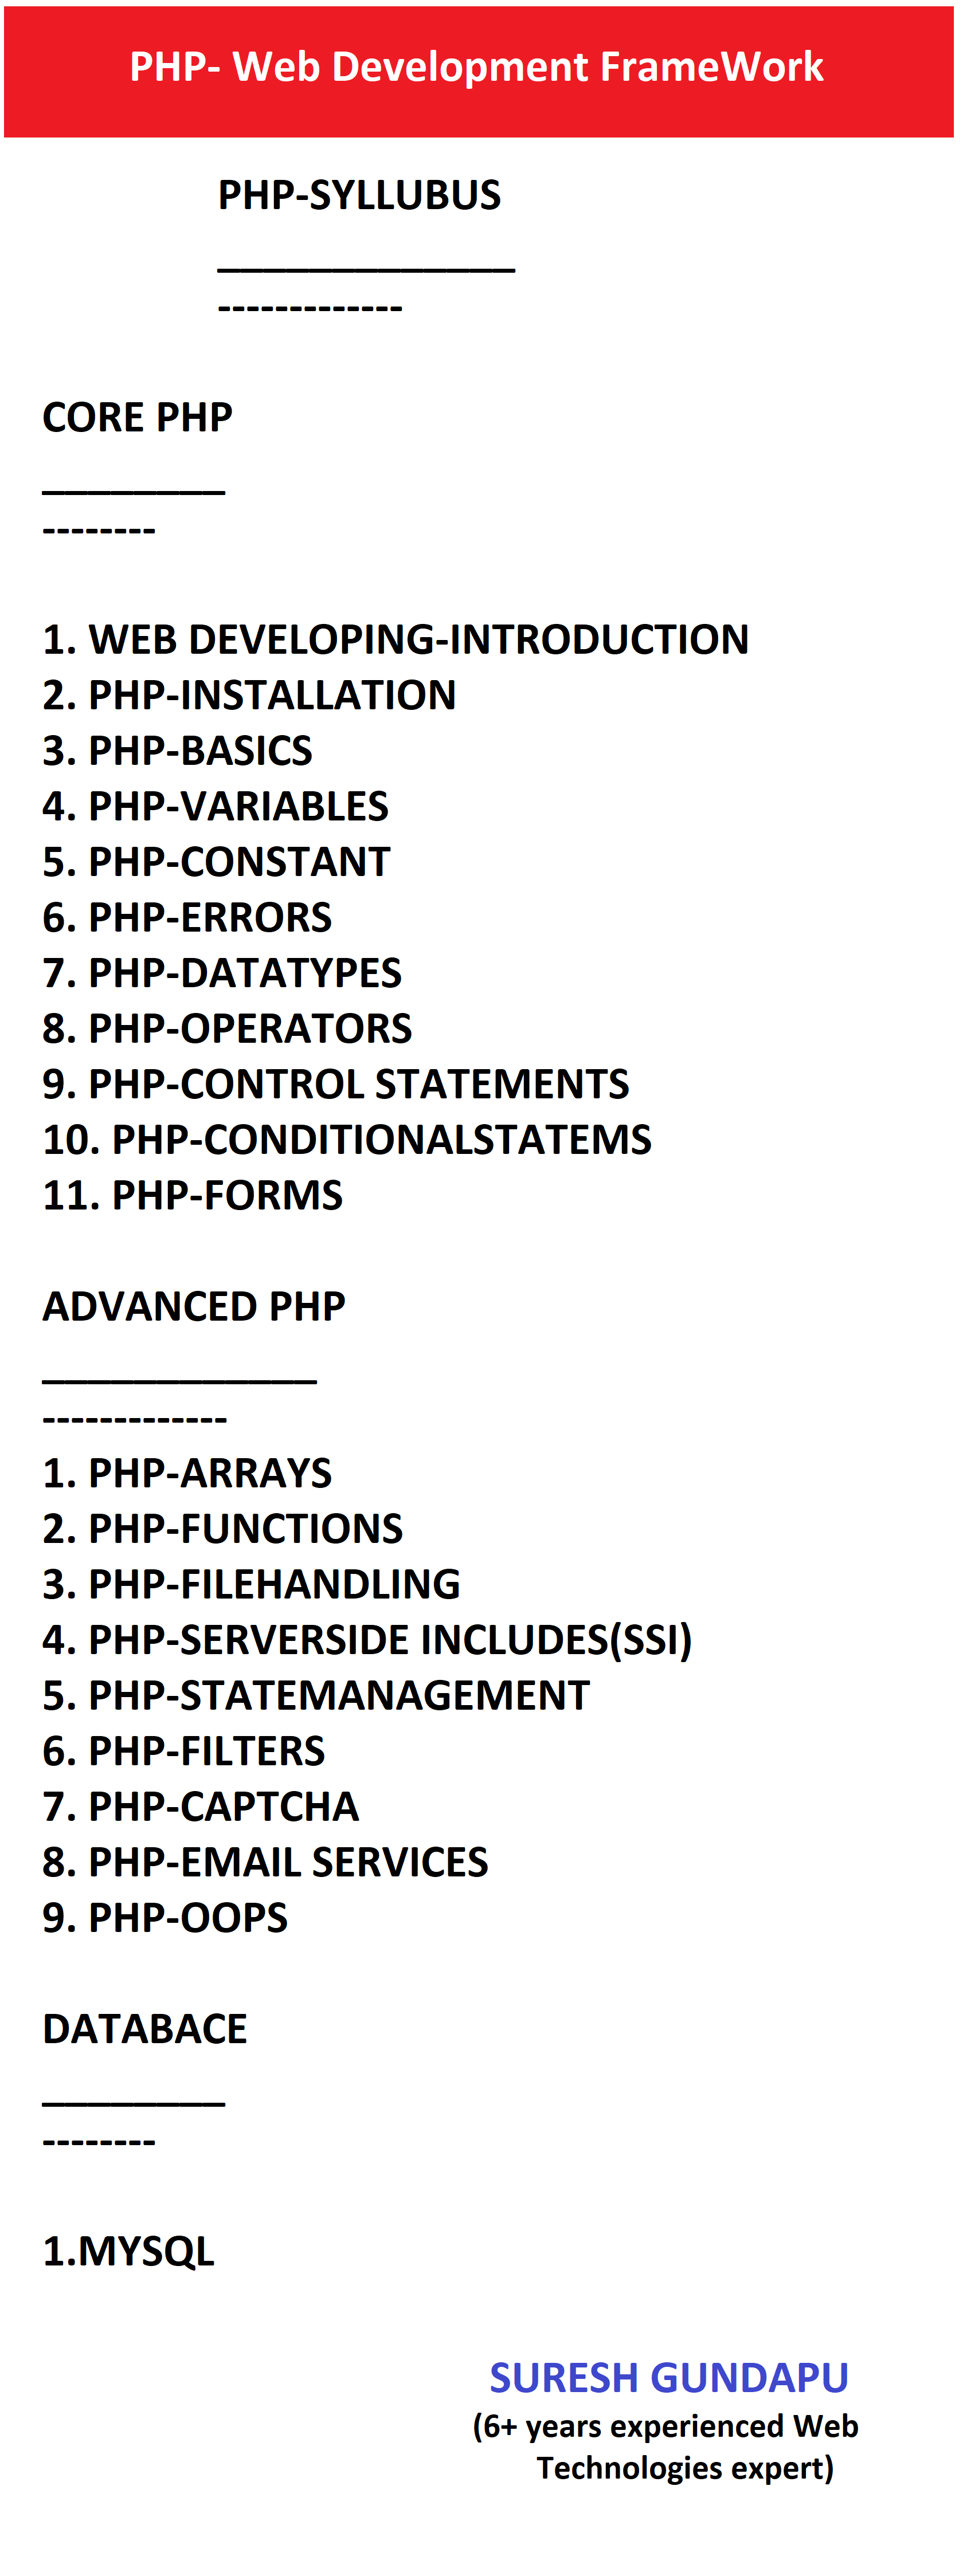 PHP- Web Development FrameWork
PHP-SYLLUBUS
_____________
-------------
CORE PHP
________
--------
1. WEB DEVELOPING-INTRODUCTION
2. PHP-INSTALLATION
3. PHP-BASICS
4. PHP-VARIABLES
5. PHP-CONSTANT
6. PHP-ERRORS
7. PHP-DATATYPES
8. PHP-OPERATORS
9. PHP-CONTROL STATEMENTS
10. PHP-CONDITIONALSTATEMS
11. PHP-FORMS
ADVANCED PHP
____________
-------------
1. PHP-ARRAYS
2. PHP-FUNCTIONS
3. PHP-FILEHANDLING
4. PHP-SERVERSIDE INCLUDES(SSI)
5. PHP-STATEMANAGEMENT
6. PHP-FILTERS
7. PHP-CAPTCHA
8. PHP-EMAIL SERVICES
9. PHP-OOPS
DATABACE
________
--------
1.MYSQL
SURESH GUNDAPU
(6+ years experienced Web
Technologies expert)